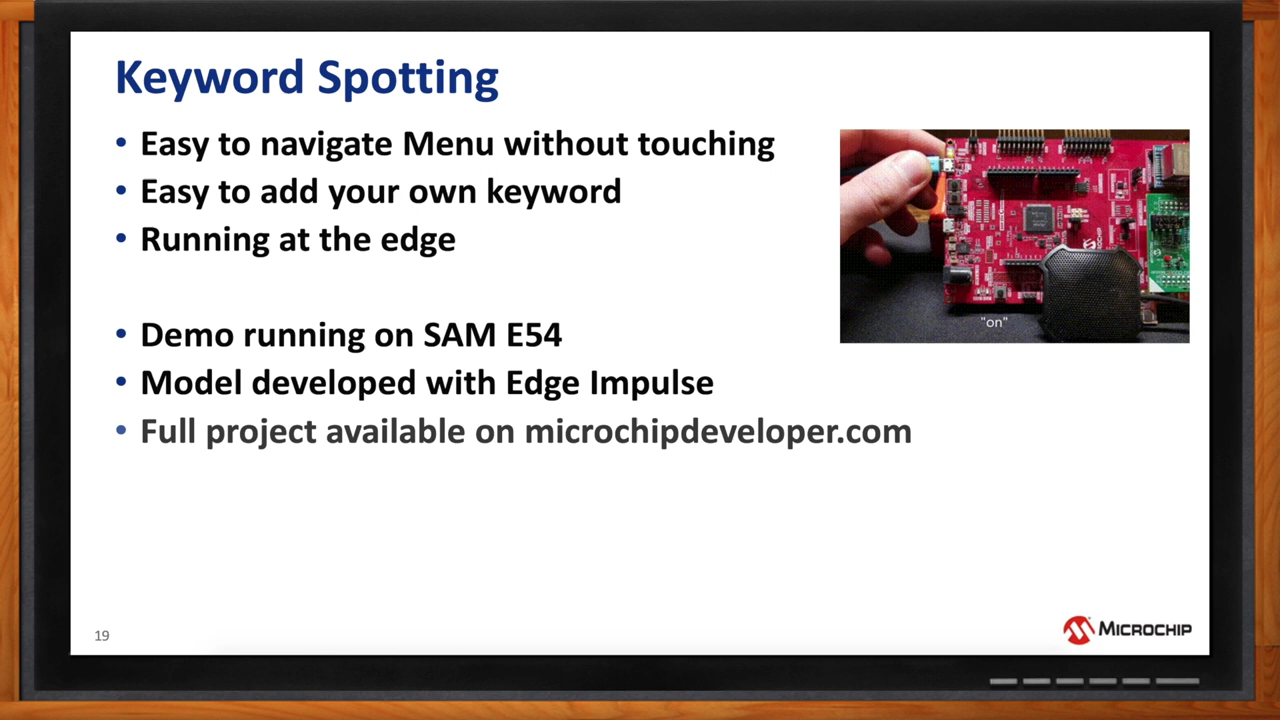 Keyword Spotting
• Easy to navigate Menu without touching
• Easy to add your own keyword
• Running at the edge
• Demo running on SAM E54
• Model developed with Edge Impulse
• Full project available on microchipdeveloper.com
"on"
MICROCHIP
19
MICROCHIP